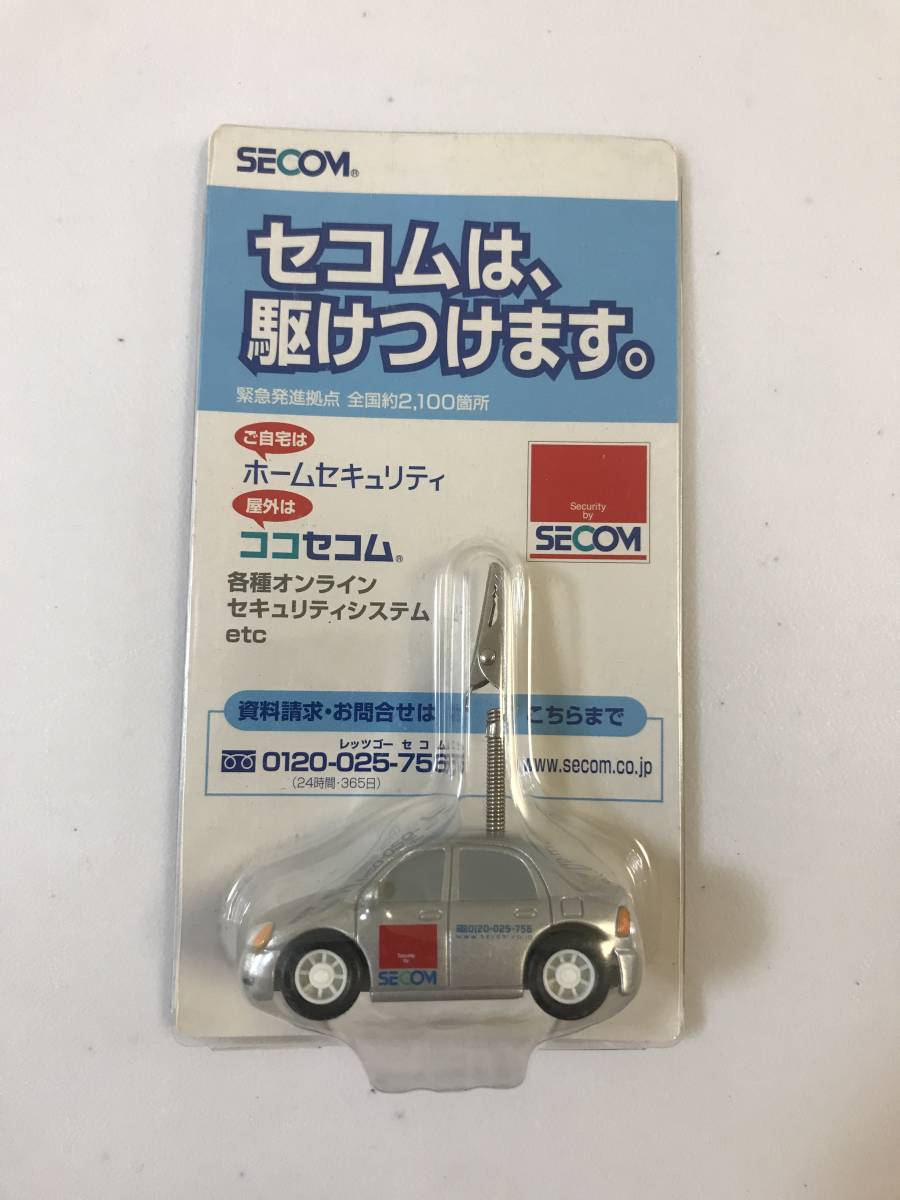 SECOM®
セコムは、
駆けつけます。
緊急発進拠点 全国約2,100箇所
ご自宅は
ホームセキュリティ
屋外は
ココセコム®
各種オンライン
セキュリティシステム
etc
Security
by
SECOM
資料請求・お問合せは こちらまで
レッツゴー セコム
0120-025-756
www.secom.co.jp
(24時間・365日)
0120-025-756
Security
by
SECOM